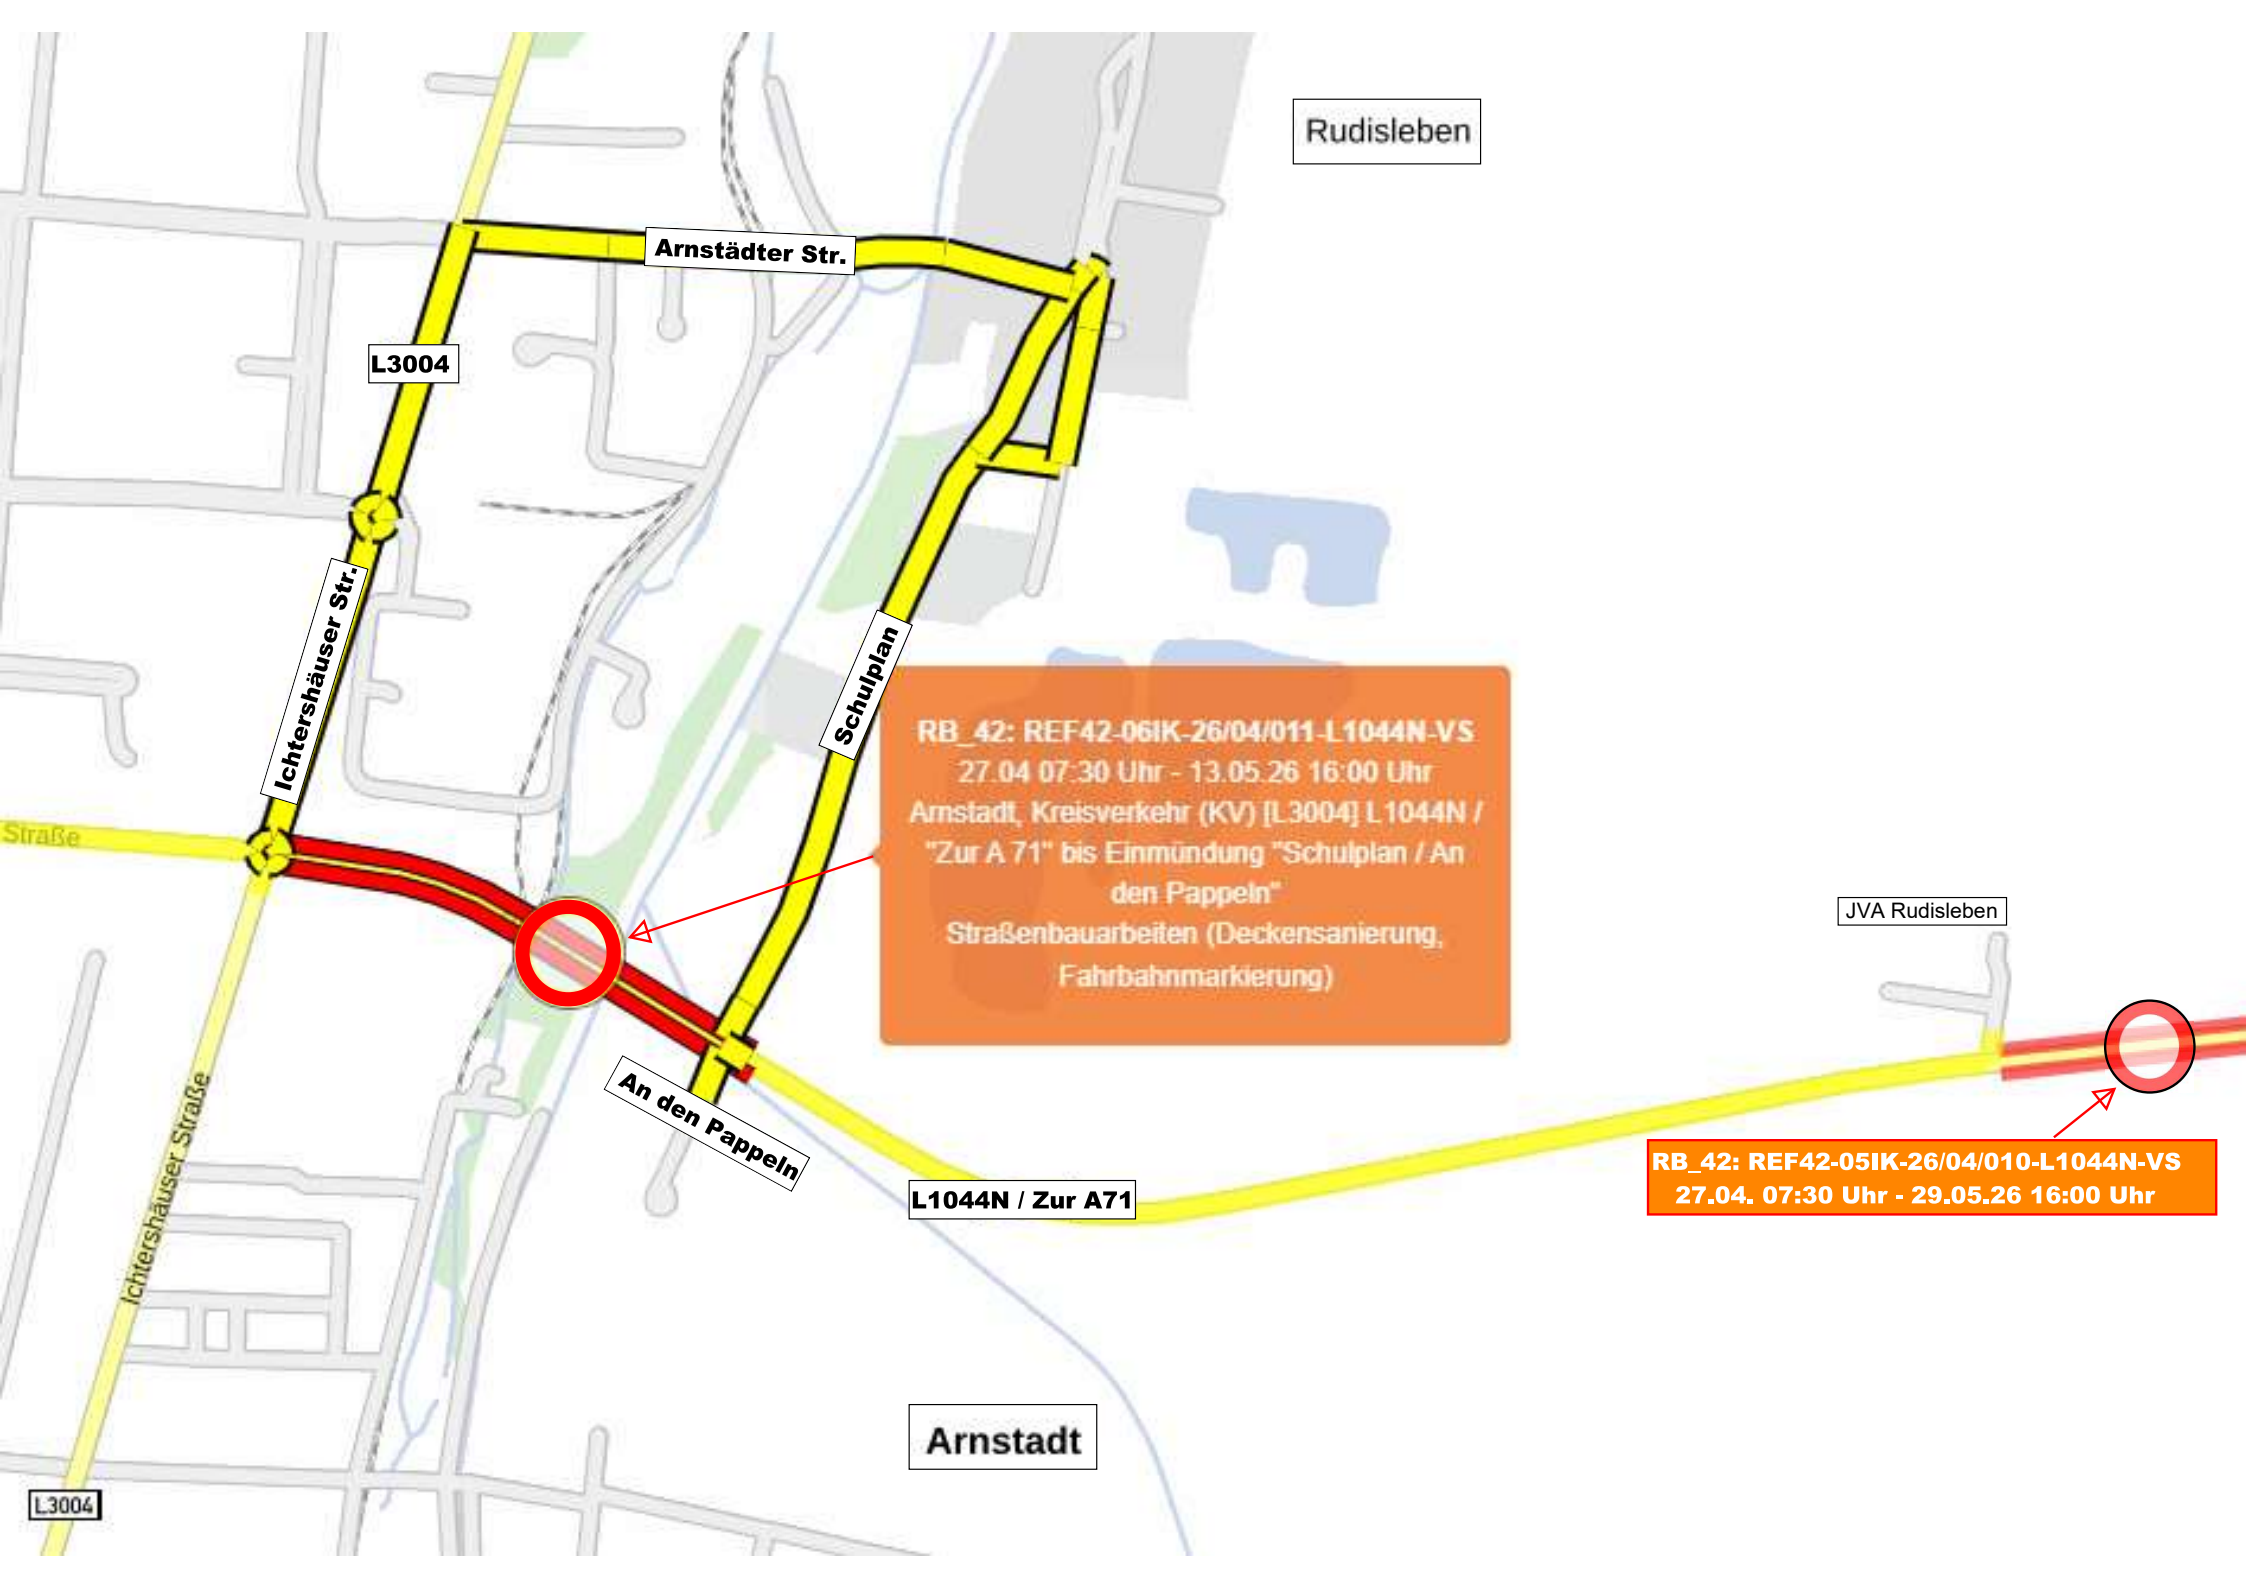 Rudisleben
Arnstädter Str.
L3004
Ichtershäuser Str.
Schulplan
RB_42: REF42-06IK-26/04/011-L1044N-VS
27.04 07:30 Uhr - 13.05.26 16:00 Uhr
Arnstadt, Kreisverkehr (KV) [L3004] L1044N /
"Zur A 71" bis Einmündung "Schulplan / An
den Pappeln"
Straßenbauarbeiten (Deckensanierung,
Fahrbahnmarkierung)
Straße
JVA Rudisleben
An den Pappeln
Ichtershäuser Straße
L1044N / Zur A71
RB_42: REF42-05IK-26/04/010-L1044N-VS
27.04. 07:30 Uhr - 29.05.26 16:00 Uhr
Arnstadt
L3004